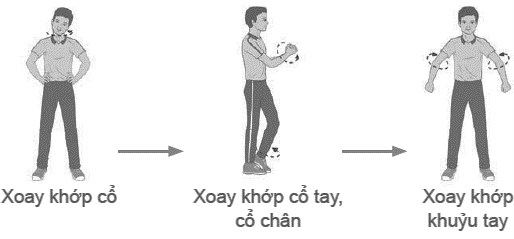 Xoay khớp cổ
Xoay khớp cổ tay,
cổ chân
Xoay khớp
khuỷu tay